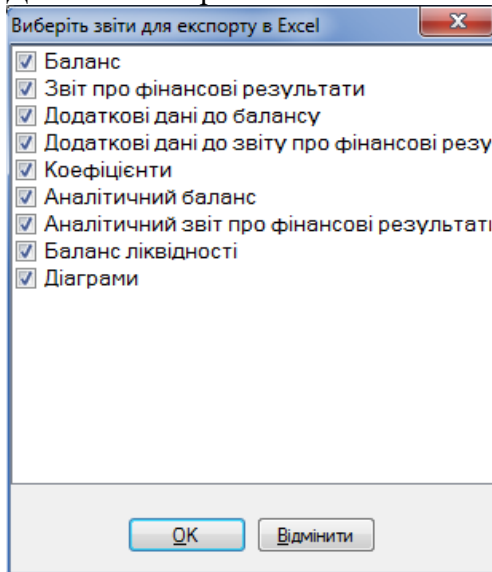 Виберіть звіти для експорту в Excel
Баланс
Звіт про фінансові результати
Додаткові дані до балансу
Додаткові дані до звіту про фінансові резу
Коефіцієнти
Аналітичний баланс
Аналітичний звіт про фінансові результати
Баланс ліквідності
Діаграми
OK
Відмінити